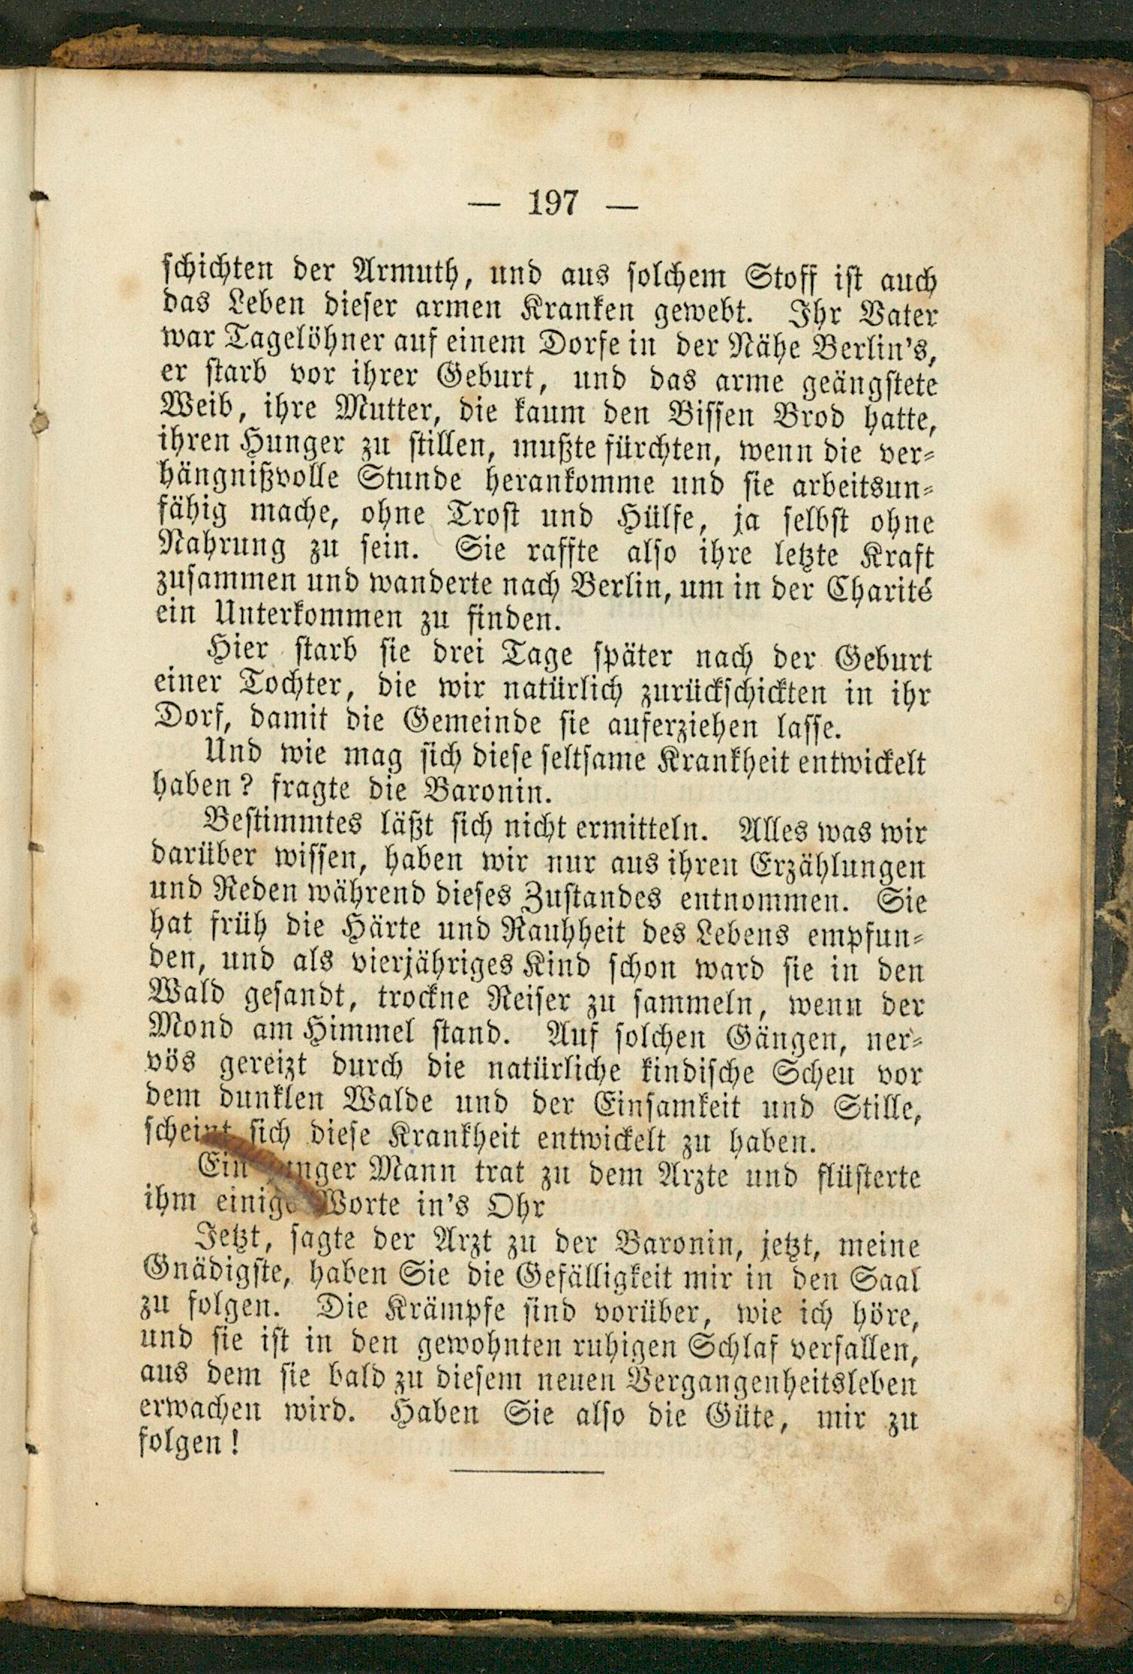 — 197 —
schichten der Armuth, und aus solchem Stoff ist auch
das Leben dieser armen Kranken gewebt. Ihr Vater
war Tagelöhner auf einem Dorfe in der Nähe Berlin's,
er starb vor ihrer Geburt, und das arme geängstete
Weib, ihre Mutter, die kaum den Bissen Brod hatte,
ihren Hunger zu stillen, mußte fürchten, wenn die ver-
hängnißvolle Stunde herankomme und sie arbeitsun-
fähig mache, ohne Trost und Hülfe, ja selbst ohne
Nahrung zu sein. Sie raffte also ihre letzte Kraft
zusammen und wanderte nach Berlin, um in der Charité
ein Unterkommen zu finden.
Hier starb sie drei Tage später nach der Geburt
einer Tochter, die wir natürlich zurückschickten in ihr
Dorf, damit die Gemeinde sie auferziehen lasse.
Und wie mag sich diese seltsame Krankheit entwickelt
haben? fragte die Baronin.
Bestimmtes läßt sich nicht ermitteln. Alles was wir
darüber wissen, haben wir nur aus ihren Erzählungen
und Reden während dieses Zustandes entnommen. Sie
hat früh die Härte und Rauhheit des Lebens empfun-
den, und als vierjähriges Kind schon ward sie in den
Wald gesandt, trockne Reiser zu sammeln, wenn der
Mond am Himmel stand. Auf solchen Gängen, ner-
vös gereizt durch die natürliche kindische Scheu vor
dem dunklen Walde und der Einsamkeit und Stille,
scheint sich diese Krankheit entwickelt zu haben.
Ein junger Mann trat zu dem Arzte und flüsterte
ihm einige Worte in's Ohr
Jetzt, sagte der Arzt zu der Baronin, jetzt, meine
Gnädigste, haben Sie die Gefälligkeit mir in den Saal
zu folgen. Die Krämpfe sind vorüber, wie ich höre,
und sie ist in den gewohnten ruhigen Schlaf verfallen,
aus dem sie bald zu diesem neuen Vergangenheitsleben
erwachen wird. Haben Sie also die Güte, mir zu
folgen!